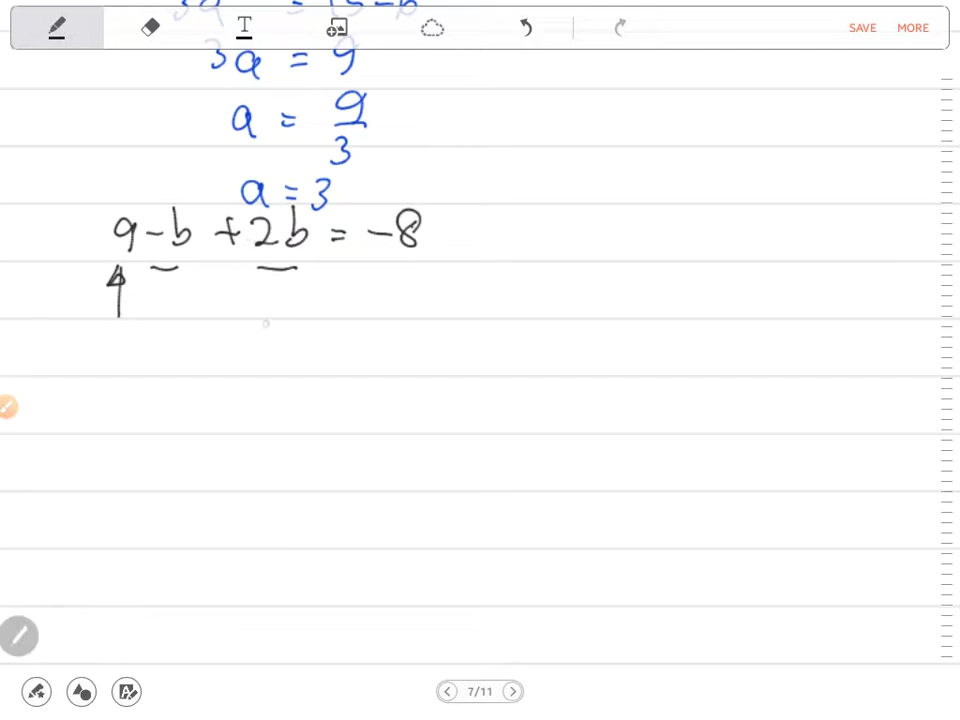 T SAVE MORE
3a = 9
a = 9/3
a = 3
9 - b + 2b = -8
7/11